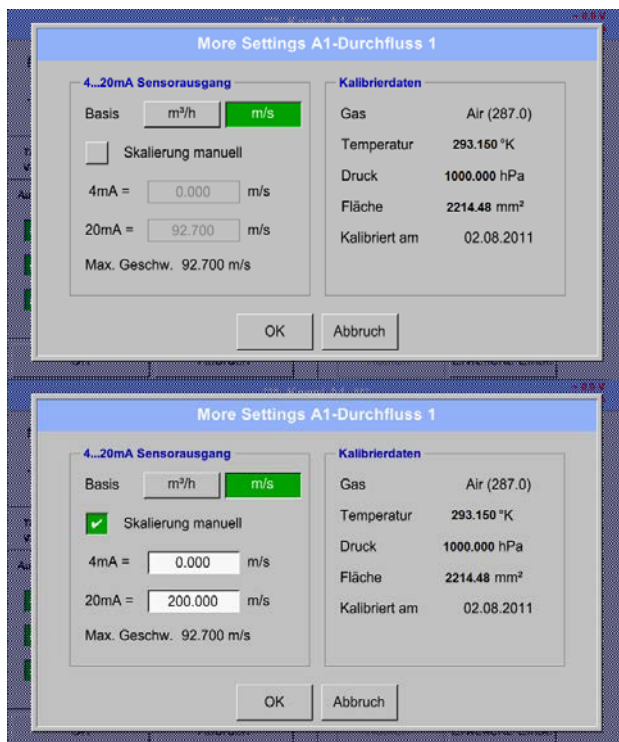 More Settings A1-Durchfluss 1
4...20mA Sensorausgang
Basis m³/h m/s
Skalierung manuell
4mA = 0.000 m/s
20mA = 92.700 m/s
Max. Geschw. 92.700 m/s
Kalibrierdaten
Gas Air (287.0)
Temperatur 293.150 °K
Druck 1000.000 hPa
Fläche 2214.48 mm²
Kalibriert am 02.08.2011
OK Abbruch
More Settings A1-Durchfluss 1
4...20mA Sensorausgang
Basis m³/h m/s
Skalierung manuell
4mA = 0.000 m/s
20mA = 200.000 m/s
Max. Geschw. 92.700 m/s
Kalibrierdaten
Gas Air (287.0)
Temperatur 293.150 °K
Druck 1000.000 hPa
Fläche 2214.48 mm²
Kalibriert am 02.08.2011
OK Abbruch